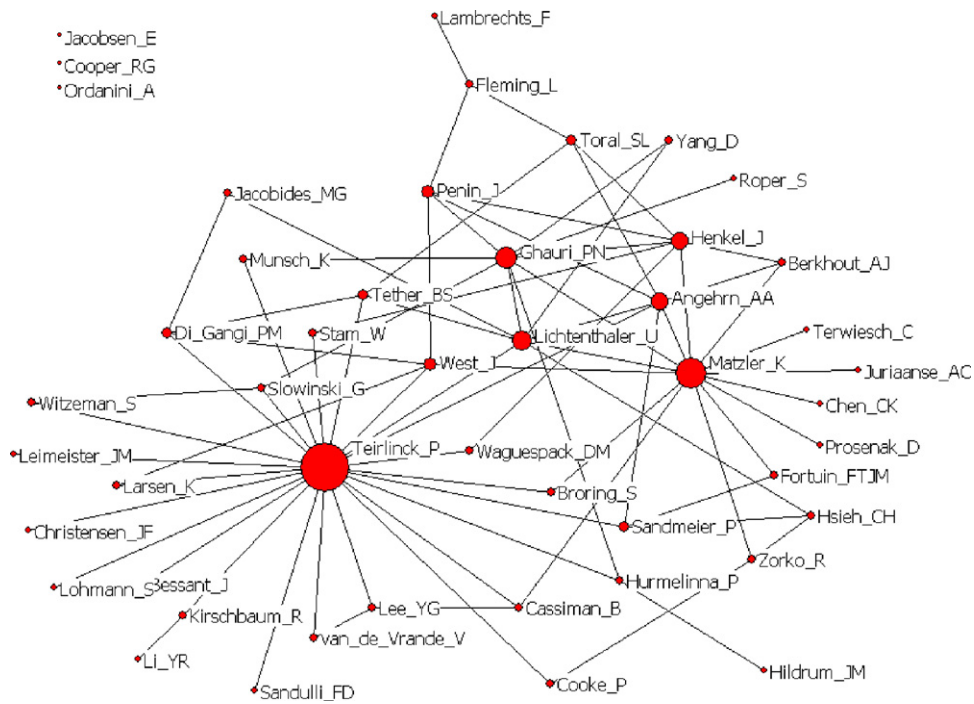 Lambrechts_F
Jacobsen_E
Cooper_RG
Ordanini_A
Fleming_L
Toral_SL
Yang_D
Roper_S
Jacobides_MG
Penin_J
Henkel_J
Ghauri_PN
Munsch_K
Berkhout_AJ
Tether_BS
Angehrn_AA
Di_Gangi_PM
Stam_W
Lichtenthaler_U
Terwiesch_C
West_J
Matzler_K
Juriaanse_AC
Slowinski_G
Witzeman_S
Chen_CK
Teirlinck_P
Waguespack_DM
Prosenak_D
Leimeister_JM
Larsen_K
Broring_S
Fortuin_FTJM
Christensen_JF
Sandmeier_P
Hsieh_CH
Zorko_R
Lohmann_S
Bessant_J
Hurmelinna_P
Kirschbaum_R
Lee_YG
Cassiman_B
van_de_Vrande_V
Li_YR
Hildrum_JM
Sandulli_FD
Cooke_P